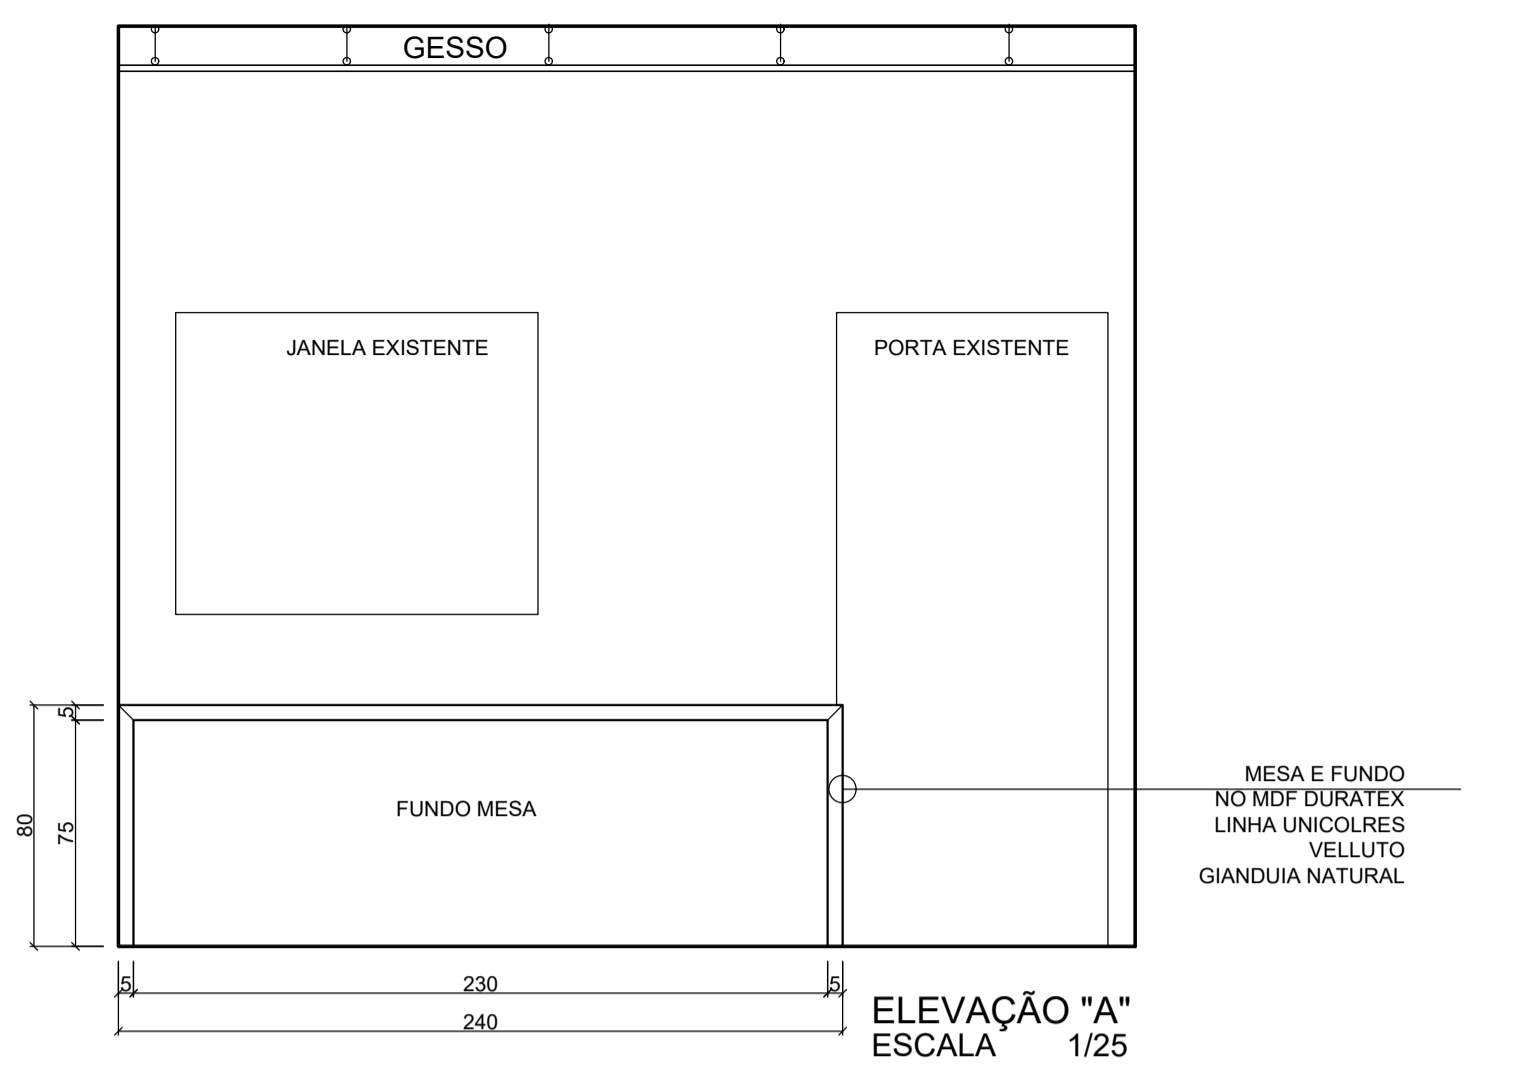 GESSO
JANELA EXISTENTE
PORTA EXISTENTE
5
80
75
FUNDO MESA
MESA E FUNDO
NO MDF DURATEX
LINHA UNICOLRES
VELLUTO
GIANDUIA NATURAL
5
230
5
240
ELEVAÇÃO "A"
ESCALA 1/25